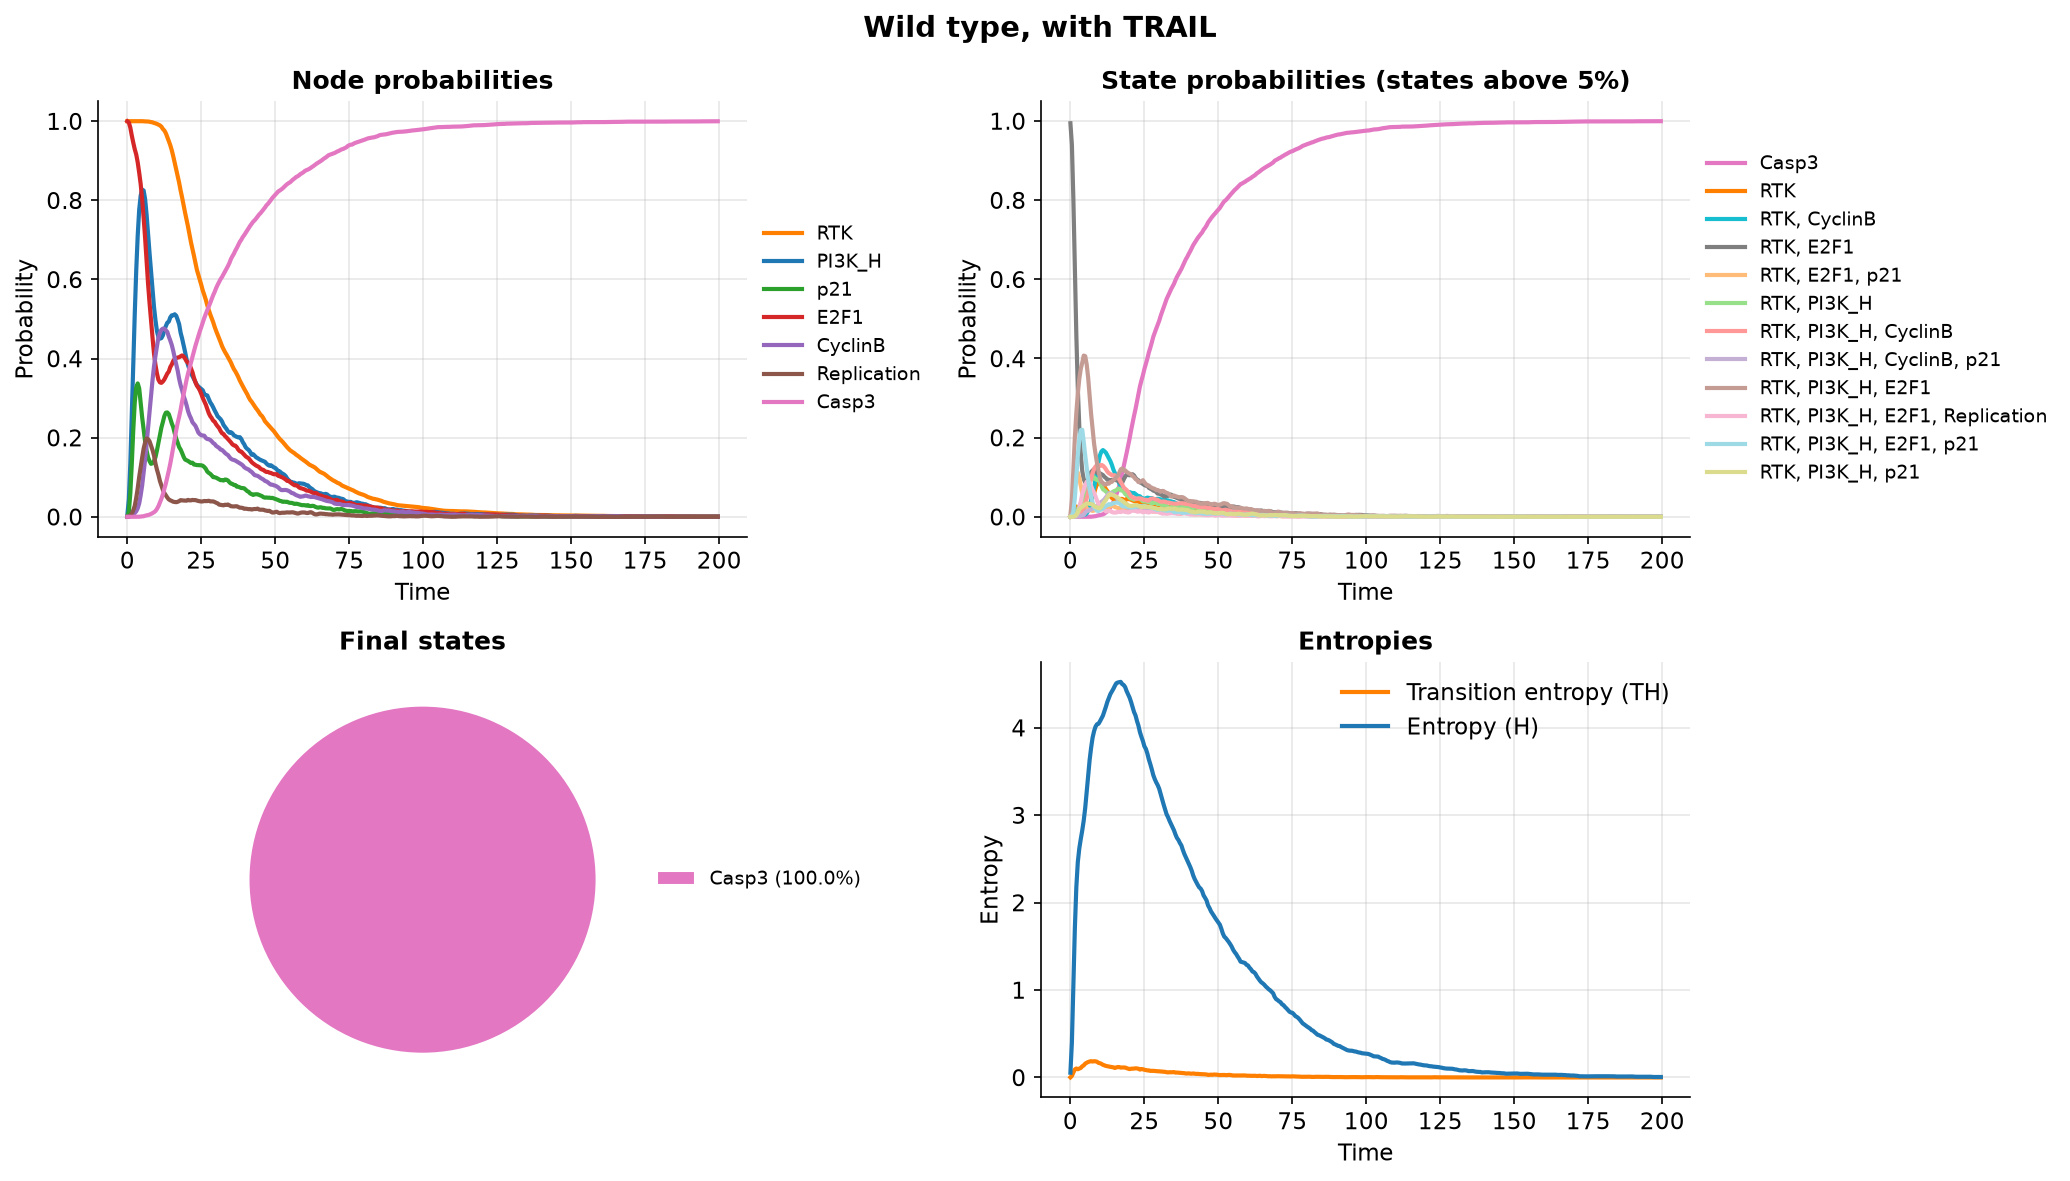 Wild type, with TRAIL
Node probabilities
1.0
0.8
0.6
0.4
0.2
0.0
Probability
0 25 50 75 100 125 150 175 200
Time
RTK
PI3K_H
p21
E2F1
CyclinB
Replication
Casp3
State probabilities (states above 5%)
1.0
0.8
0.6
0.4
0.2
0.0
Probability
0 25 50 75 100 125 150 175 200
Time
Casp3
RTK
RTK, CyclinB
RTK, E2F1
RTK, E2F1, p21
RTK, PI3K_H
RTK, PI3K_H, CyclinB
RTK, PI3K_H, CyclinB, p21
RTK, PI3K_H, E2F1
RTK, PI3K_H, E2F1, Replication
RTK, PI3K_H, E2F1, p21
RTK, PI3K_H, p21
Final states
Casp3 (100.0%)
Entropies
Transition entropy (TH)
Entropy (H)
4
3
2
1
0
Entropy
0 25 50 75 100 125 150 175 200
Time